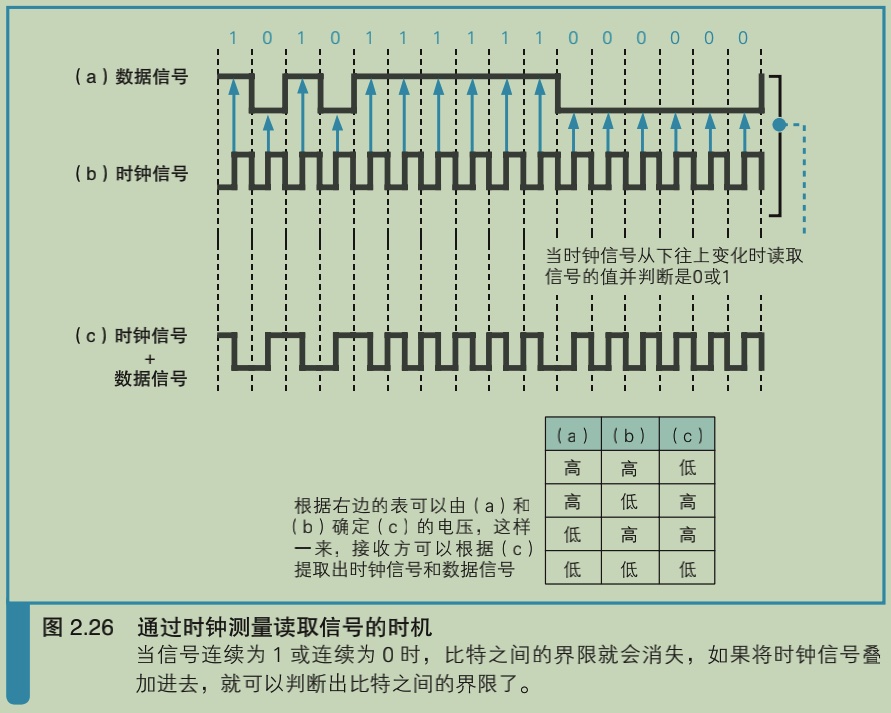 1 0 1 0 1 1 1 1 1 1 0 0 0 0 0 0
(a) 数据信号
(b) 时钟信号
当时钟信号从下往上变化时读取
信号的值并判断是0或1
(c) 时钟信号
+
数据信号
(a) (b) (c)
高 高 低
高 低 高
低 高 高
低 低 低
根据右边的表可以由(a)和
(b)确定(c)的电压，这样
一来，接收方可以根据(c)
提取出时钟信号和数据信号
图 2.26 通过时钟测量读取信号的时机
当信号连续为 1 或连续为 0 时，比特之间的界限就会消失，如果将时钟信号叠
加进去，就可以判断出比特之间的界限了。